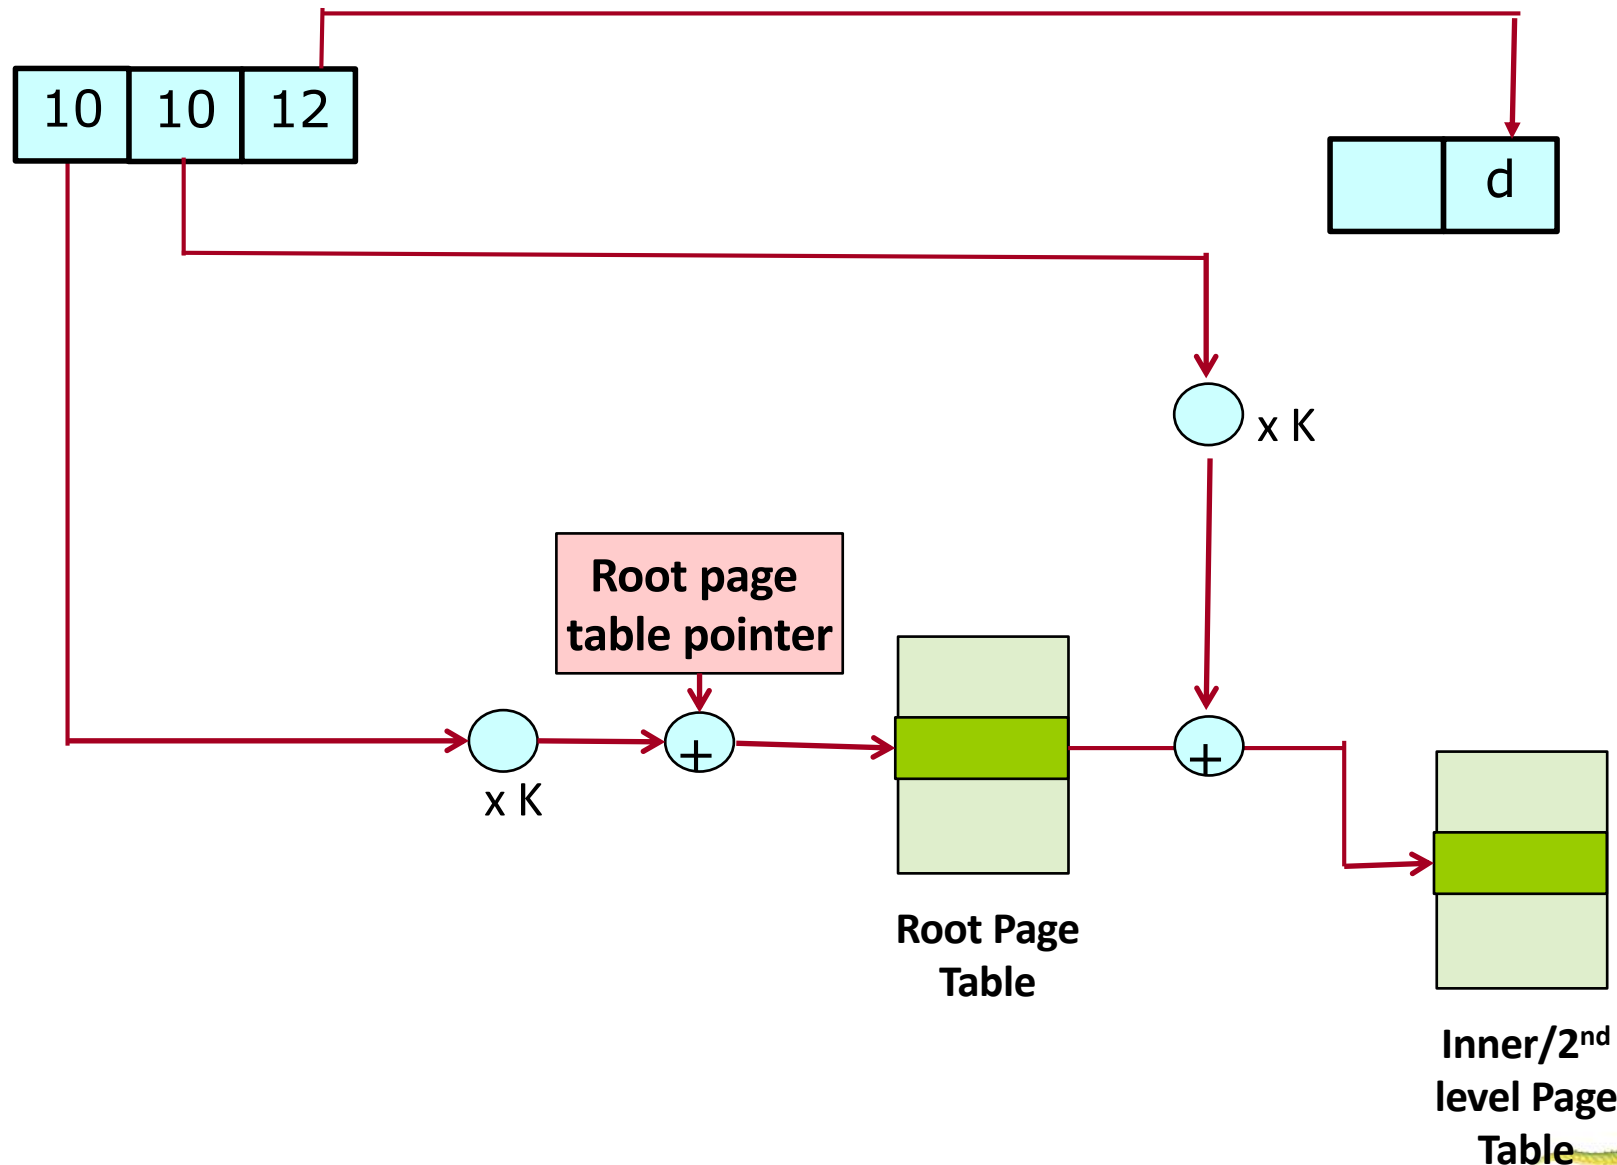 10 10 12
d
x K
Root page
table pointer
+
+
x K
Root Page
Table
Inner/2nd
level Page
Table